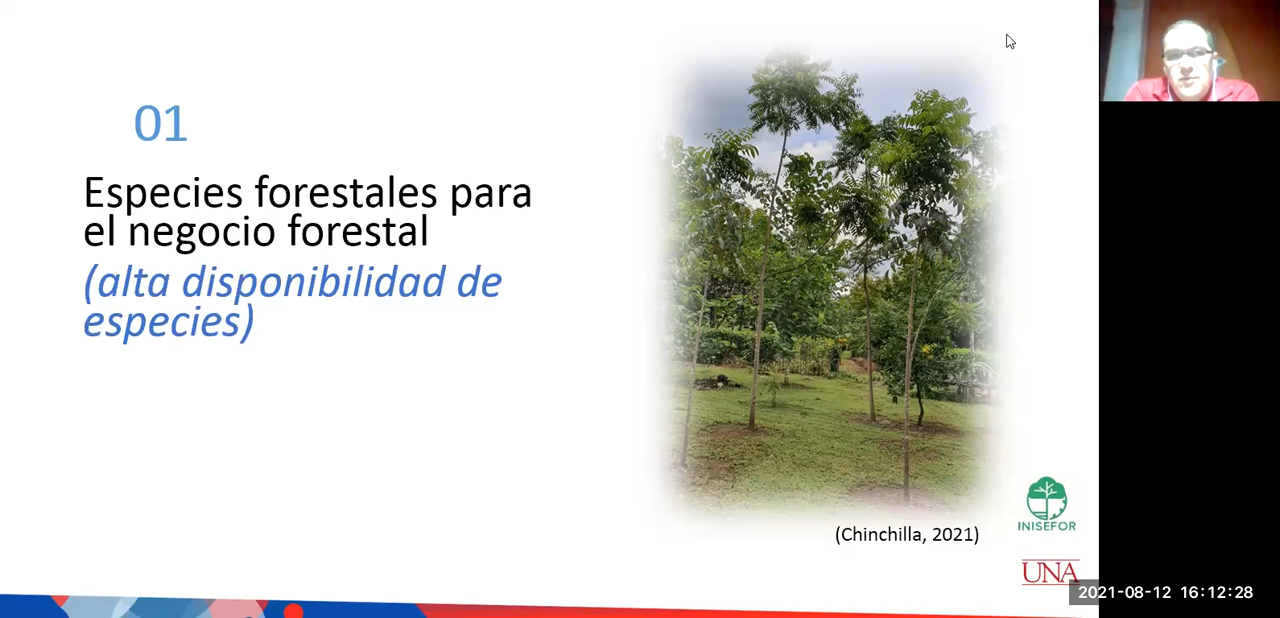 01
Especies forestales para
el negocio forestal
(alta disponibilidad de
especies)
(Chinchilla, 2021)
INISEFOR
UNA
2021-08-12 16:12:28